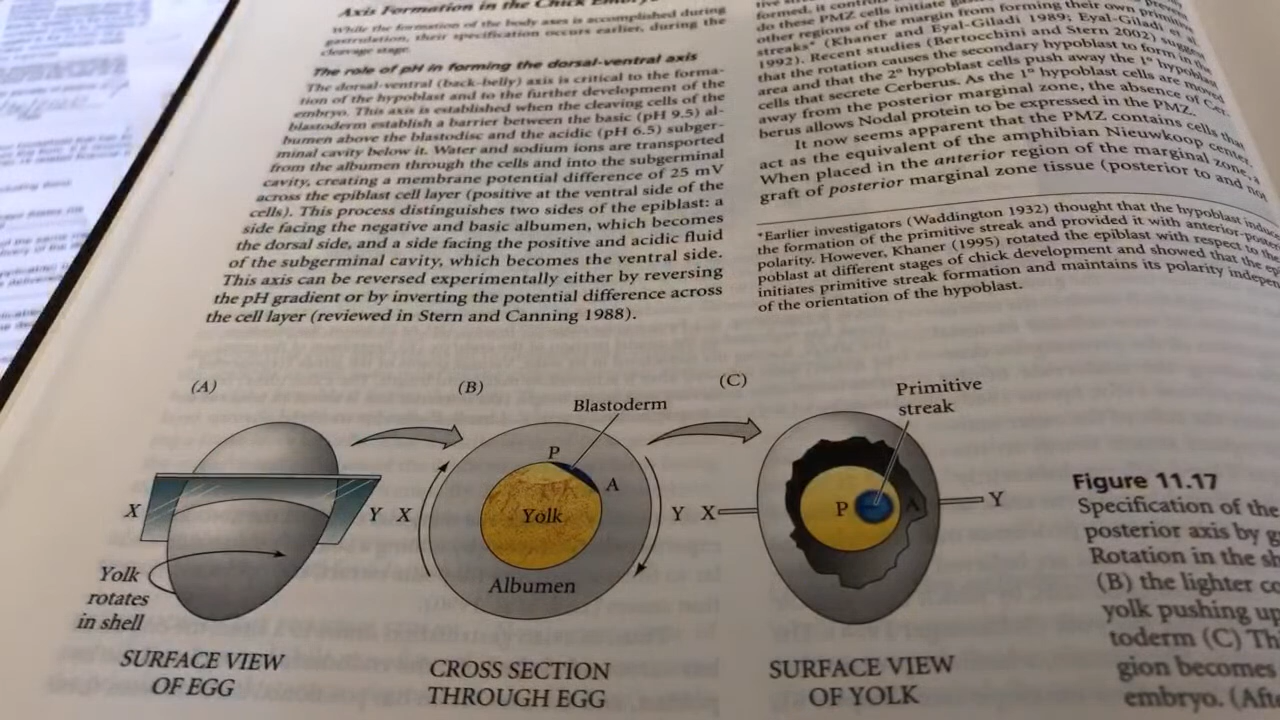 Axis Formation in the Chick
While the formation of the body axes is accomplished during
gastrulation, their specification occurs earlier, during the
cleavage stage.
The role of pH in forming the dorsal-ventral axis
The dorsal-ventral (back-belly) axis is critical to the forma-
tion of the hypoblast and to the further development of the
embryo. This axis is established when the cleaving cells of the
blastoderm establish a barrier between the basic (pH 9.5) al-
bumen above the blastodisc and the acidic (pH 6.5) subger-
minal cavity below it. Water and sodium ions are transported
from the albumen through the cells and into the subgerminal
cavity, creating a membrane potential difference of 25 mV
across the epiblast cell layer (positive at the ventral side of the
cells). This process distinguishes two sides of the epiblast: a
side facing the negative and basic albumen, which becomes
the dorsal side, and a side facing the positive and acidic fluid
of the subgerminal cavity, which becomes the ventral side.
This axis can be reversed experimentally either by reversing
the pH gradient or by inverting the potential difference across
the cell layer (reviewed in Stern and Canning 1988).
formed, it
do these PMZ cells initiate
other regions of the margin from forming their own
streaks* (Khaner and Eyal-Giladi 1989; Eyal-Giladi et al
1992). Recent studies (Bertocchini and Stern 2002)
that the rotation causes the secondary hypoblast to form in the
area and that the 2° hypoblast cells push away the 1°
cells that secrete Cerberus. As the 1° hypoblast cells are moved
away from the posterior marginal zone, the absence of Cer-
berus allows Nodal protein to be expressed in the PMZ.
It now seems apparent that the PMZ contains cells that
act as the equivalent of the amphibian Nieuwkoop center.
When placed in the anterior region of the marginal zone, a
graft of posterior marginal zone tissue (posterior to and not
*Earlier investigators (Waddington 1932) thought that the hypoblast
the formation of the primitive streak and provided it with
polarity. However, Khaner (1995) rotated the epiblast with respect to the
poblast at different stages of chick development and showed that the
initiates primitive streak formation and maintains its polarity
of the orientation of the hypoblast.
(A)
(B)
(C)
Primitive
streak
Blastoderm
P
A
X
Y
X
Yolk
Y
X
P
A
Y
Albumen
Yolk
rotates
in shell
SURFACE VIEW
OF EGG
CROSS SECTION
THROUGH EGG
SURFACE VIEW
OF YOLK
Figure 11.17
Specification of the
posterior axis by
Rotation in the
(B) the lighter
yolk pushing up
toderm (C)
gion becomes
embryo.